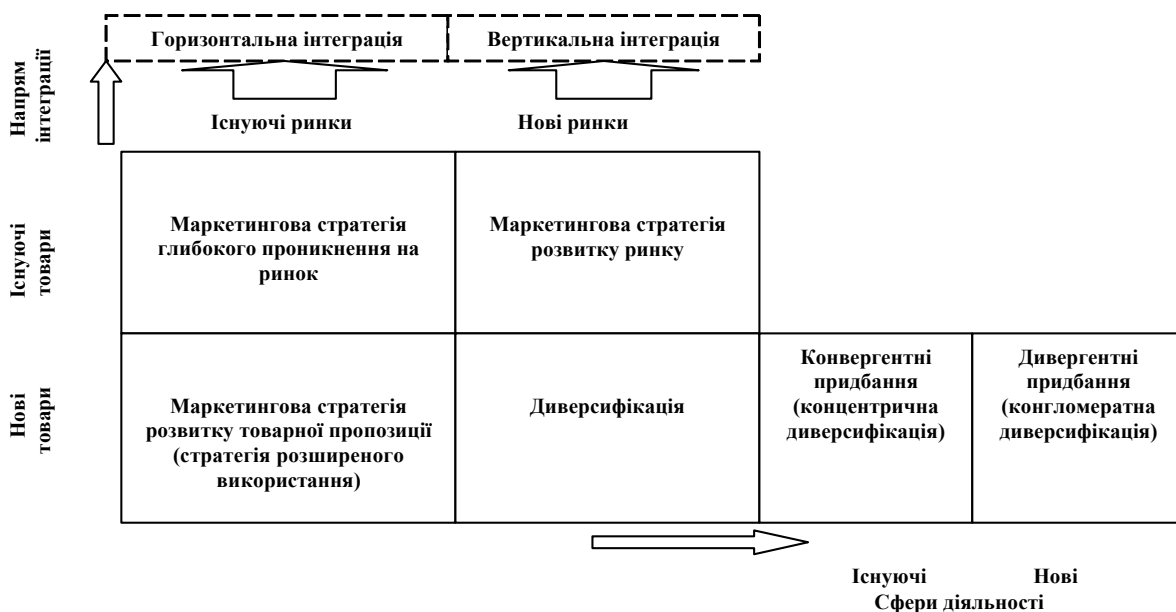 Горизонтальна інтеграція
Вертикальна інтеграція
Напрям
інтеграції
Існуючі ринки
Нові ринки
Існуючі
товари
Маркетингова стратегія
глибокого проникнення на
ринок
Маркетингова стратегія
розвитку ринку
Нові
товари
Маркетингова стратегія
розвитку товарної пропозиції
(стратегія розширеного
використання)
Диверсифікація
Конвергентні
придбання
(концентрична
диверсифікація)
Дивергентні
придбання
(конгломератна
диверсифікація)
Існуючі
Нові
Сфери діяльності